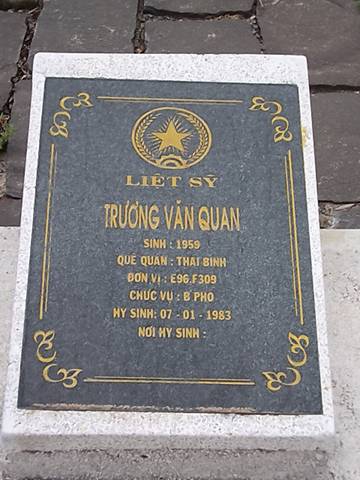 LIỆT SỸ
TRƯƠNG VĂN QUAN
SINH : 1959
QUÊ QUÁN : THÁI BÌNH
ĐƠN VỊ : E96.F309
CHỨC VỤ : B PHÓ
HY SINH: 07 - 01 - 1983
NƠI HY SINH :